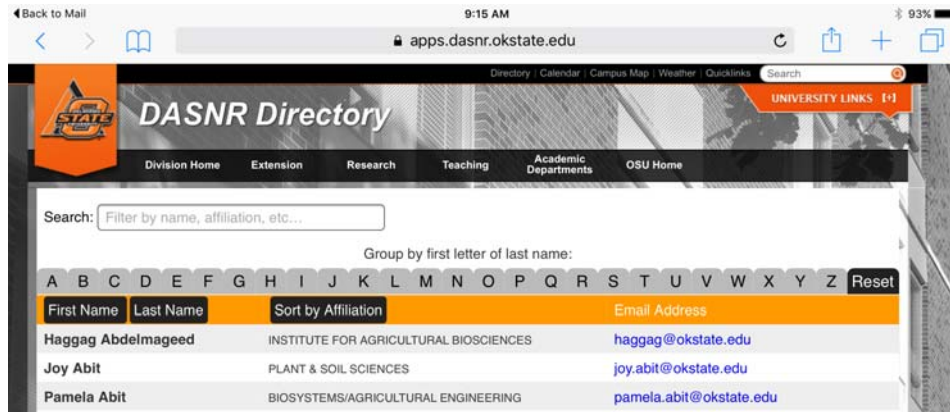 Back to Mail 9:15 AM 93%
apps.dasnr.okstate.edu
Directory | Calendar | Campus Map | Weather | Quicklinks Search
UNIVERSITY LINKS [+]
STATE
DASNR Directory
Division Home Extension Research Teaching Academic Departments OSU Home
Search: Filter by name, affiliation, etc...
Group by first letter of last name:
A B C D E F G H I J K L M N O P Q R S T U V W X Y Z Reset
First Name Last Name Sort by Affiliation Email Address
Haggag Abdelmageed INSTITUTE FOR AGRICULTURAL BIOSCIENCES haggag@okstate.edu
Joy Abit PLANT & SOIL SCIENCES joy.abit@okstate.edu
Pamela Abit BIOSYSTEMS/AGRICULTURAL ENGINEERING pamela.abit@okstate.edu